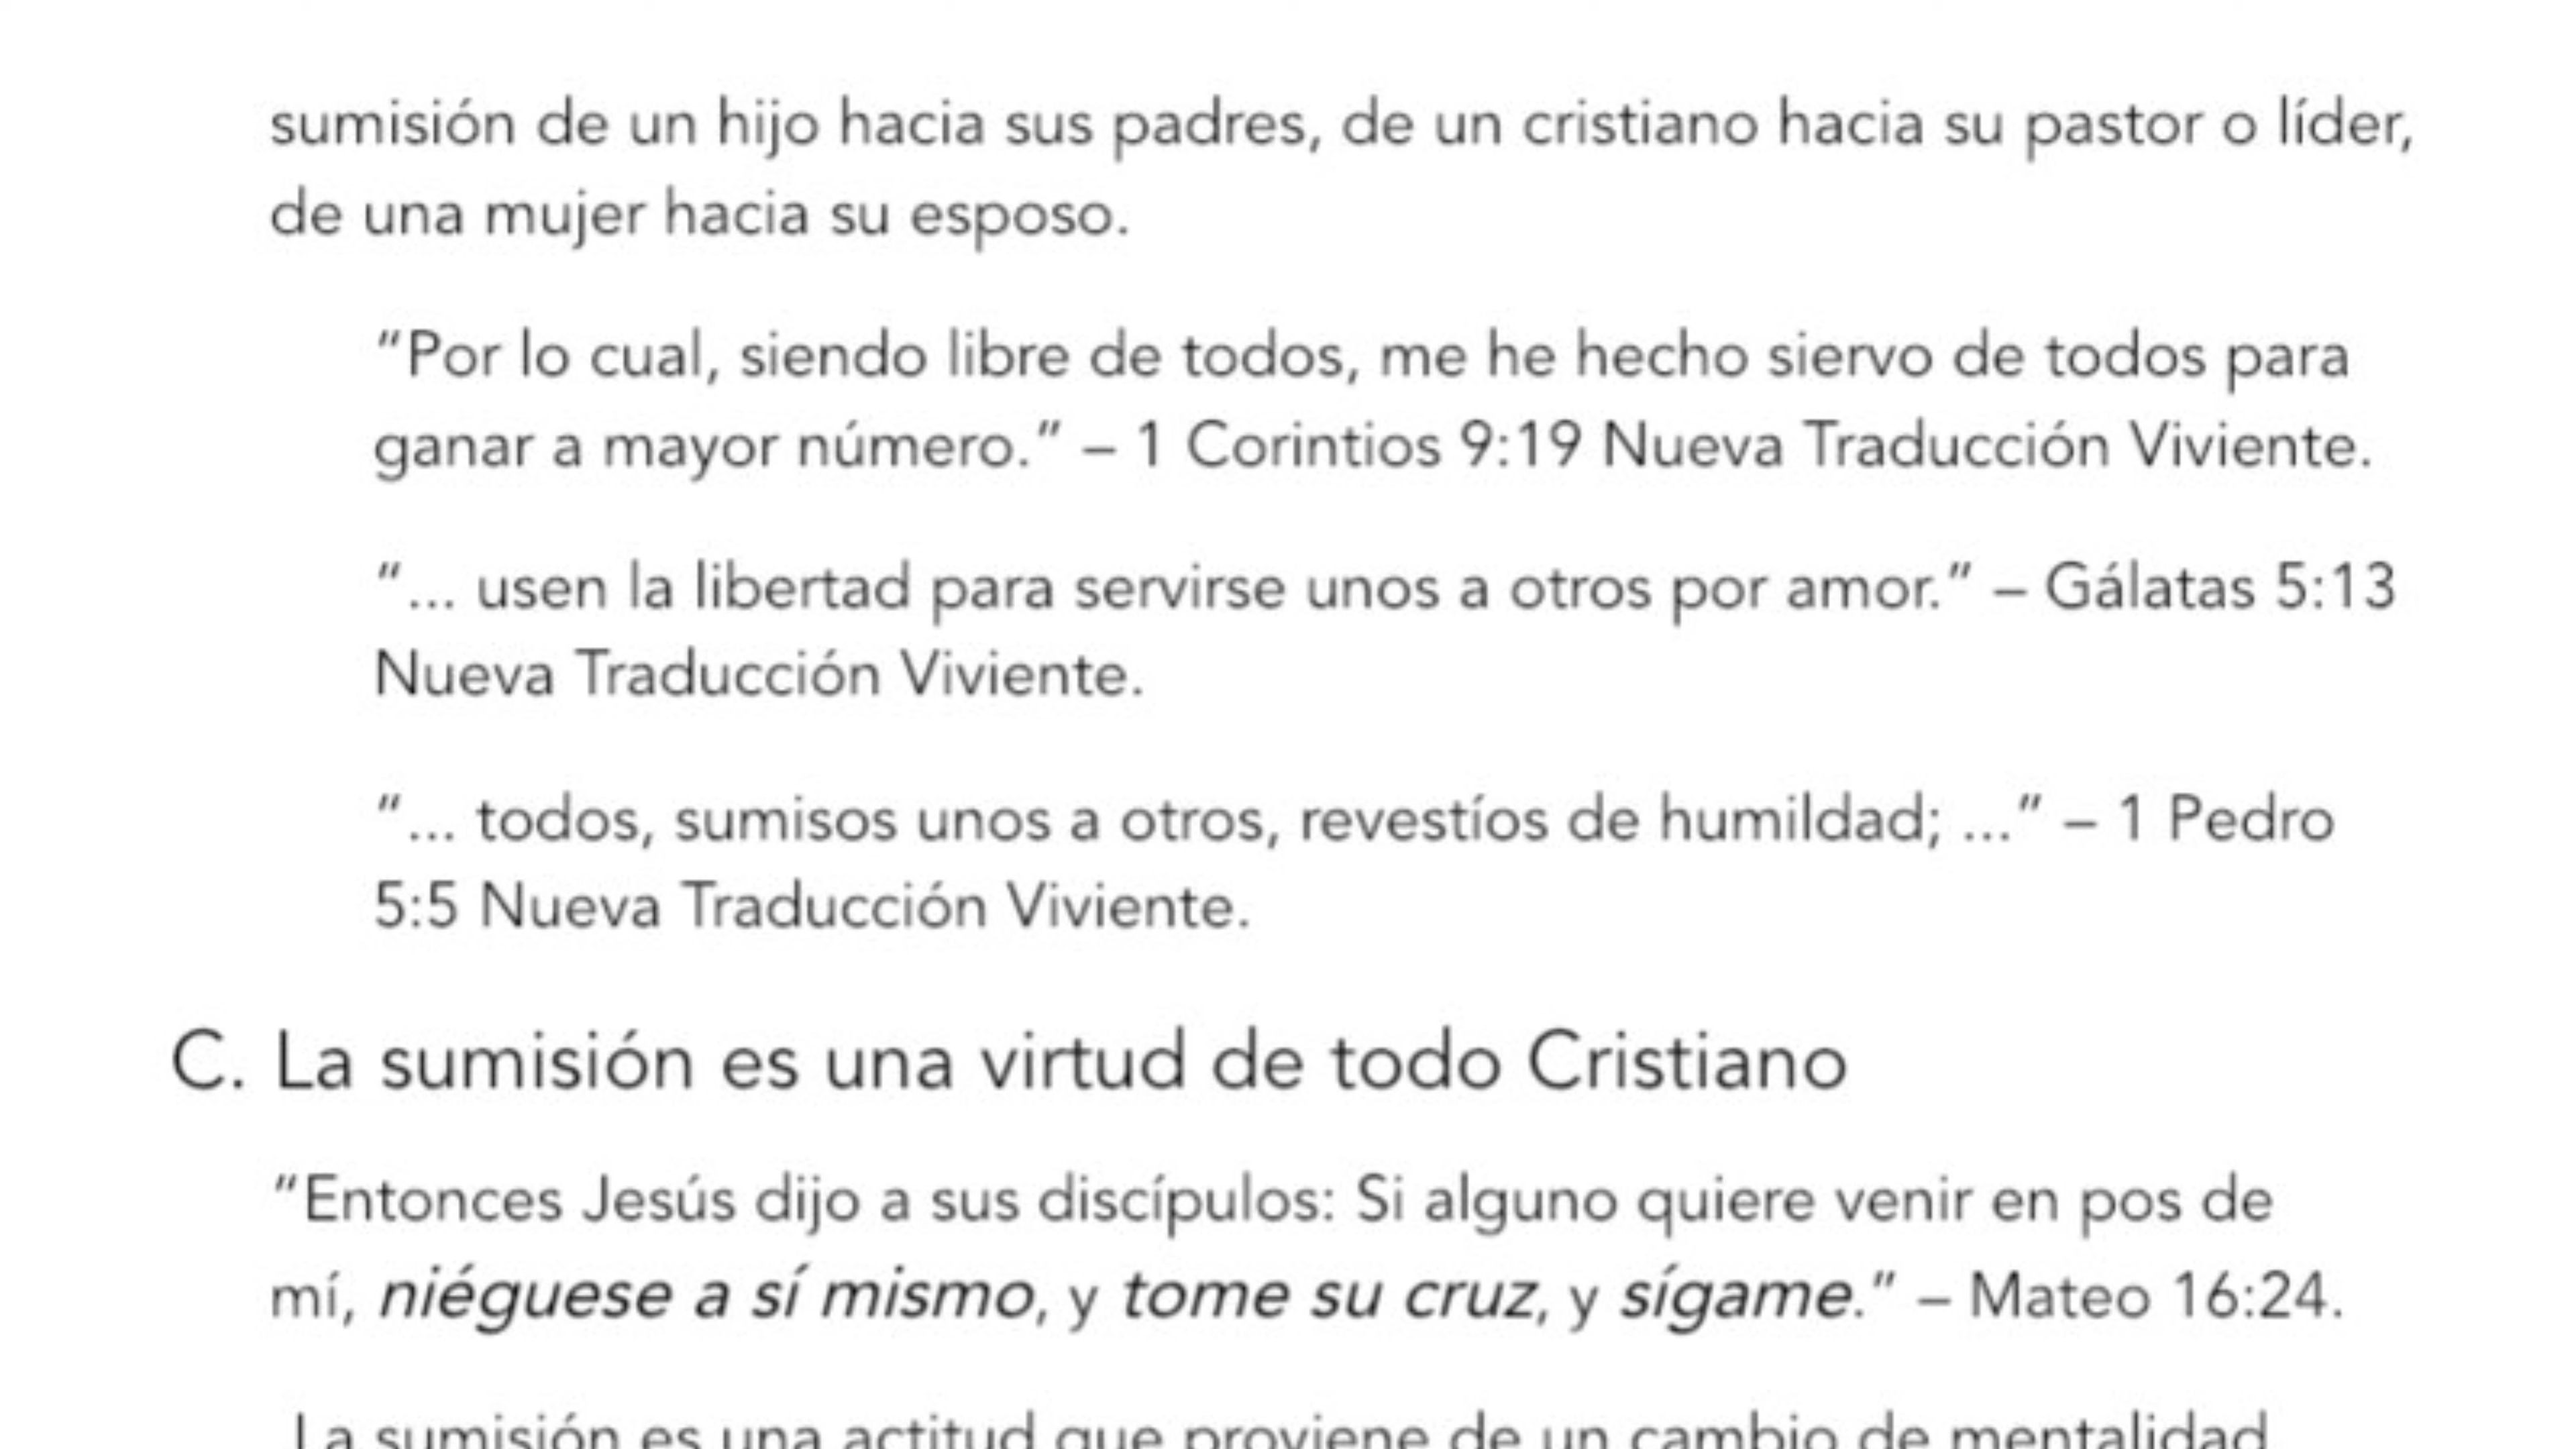 sumisión de un hijo hacia sus padres, de un cristiano hacia su pastor o líder,
de una mujer hacia su esposo.
"Por lo cual, siendo libre de todos, me he hecho siervo de todos para
ganar a mayor número." – 1 Corintios 9:19 Nueva Traducción Viviente.
"... usen la libertad para servirse unos a otros por amor." – Gálatas 5:13
Nueva Traducción Viviente.
"... todos, sumisos unos a otros, revestíos de humildad; ..." – 1 Pedro
5:5 Nueva Traducción Viviente.
C. La sumisión es una virtud de todo Cristiano
"Entonces Jesús dijo a sus discípulos: Si alguno quiere venir en pos de
mí, niéguese a sí mismo, y tome su cruz, y sígame." – Mateo 16:24.
La sumisión es una actitud que proviene de un cambio de mentalidad